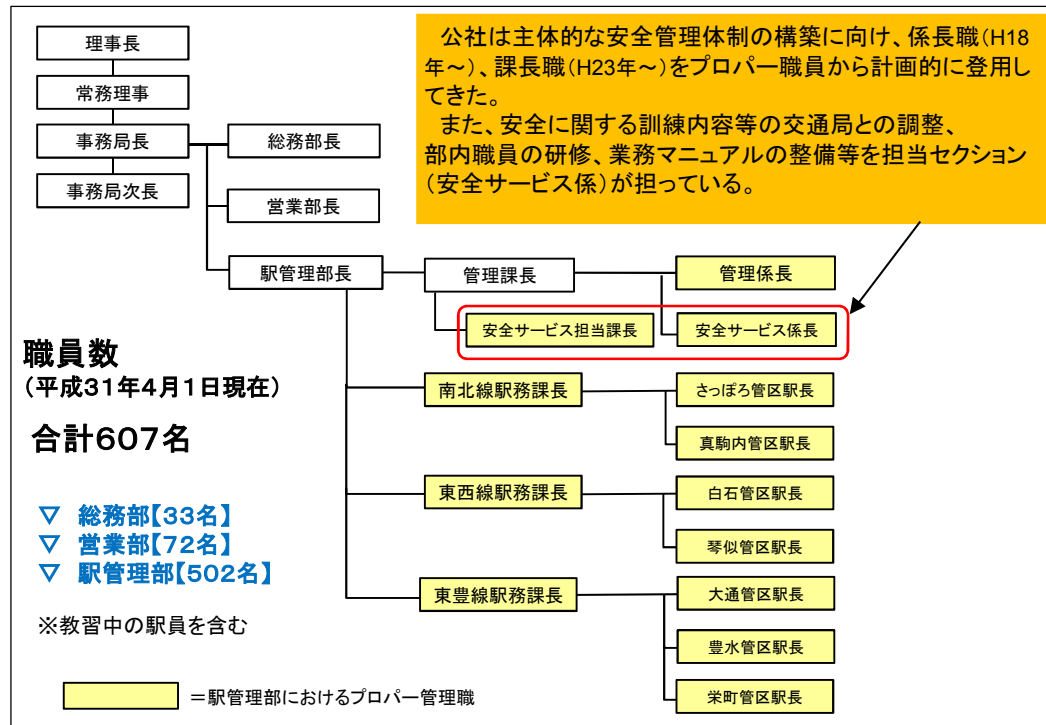 理事長
常務理事
事務局長
事務局次長
総務部長
営業部長
駅管理部長
公社は主体的な安全管理体制の構築に向け、係長職(H18
年～)、課長職(H23年～)をプロパー職員から計画的に登用し
てきた。
また、安全に関する訓練内容等の交通局との調整、
部内職員の研修、業務マニュアルの整備等を担当セクション
(安全サービス係)が担っている。
管理課長
管理係長
安全サービス担当課長
安全サービス係長
南北線駅務課長
さっぽろ管区駅長
真駒内管区駅長
東西線駅務課長
白石管区駅長
琴似管区駅長
東豊線駅務課長
大通管区駅長
豊水管区駅長
栄町管区駅長
職員数
(平成31年4月1日現在)
合計607名
▽ 総務部【33名】
▽ 営業部【72名】
▽ 駅管理部【502名】
※教習中の駅員を含む
＝駅管理部におけるプロパー管理職